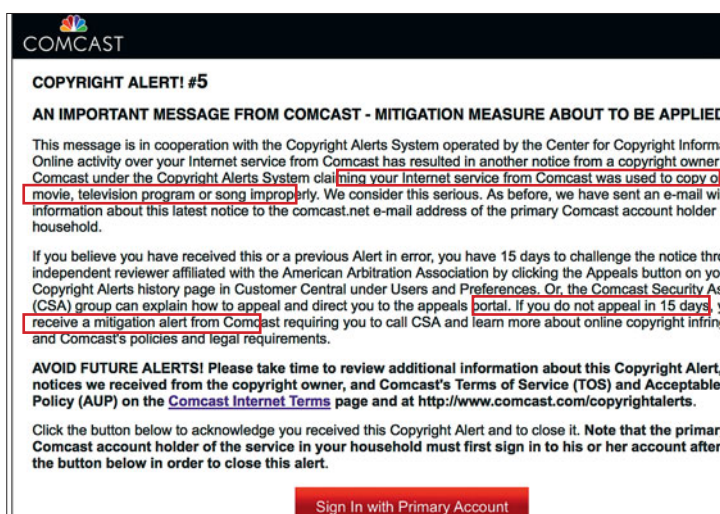 COMCAST
COPYRIGHT ALERT! #5
AN IMPORTANT MESSAGE FROM COMCAST - MITIGATION MEASURE ABOUT TO BE APPLIED
This message is in cooperation with the Copyright Alerts System operated by the Center for Copyright
Online activity over your Internet service from Comcast has resulted in another notice from a copyright owner
Comcast under the Copyright Alerts System claiming your Internet service from Comcast was used to copy
movie, television program or song improperly. We consider this serious. As before, we have sent an e-mail
information about this latest notice to the comcast.net e-mail address of the primary Comcast account holder
household.
If you believe you have received this or a previous Alert in error, you have 15 days to challenge the notice
independent reviewer affiliated with the American Arbitration Association by clicking the Appeals button on
Copyright Alerts history page in Customer Central under Users and Preferences. Or, the Comcast Security
(CSA) group can explain how to appeal and direct you to the appeals portal. If you do not appeal in 15 days,
receive a mitigation alert from Comcast requiring you to call CSA and learn more about online copyright
and Comcast's policies and legal requirements.
AVOID FUTURE ALERTS! Please take time to review additional information about this Copyright Alert,
notices we received from the copyright owner, and Comcast's Terms of Service (TOS) and Acceptable
Policy (AUP) on the Comcast Internet Terms page and at http://www.comcast.com/copyrightalerts.
Click the button below to acknowledge you received this Copyright Alert and to close it. Note that the
Comcast account holder of the service in your household must first sign in to his or her account after
the button below in order to close this alert.
Sign In with Primary Account